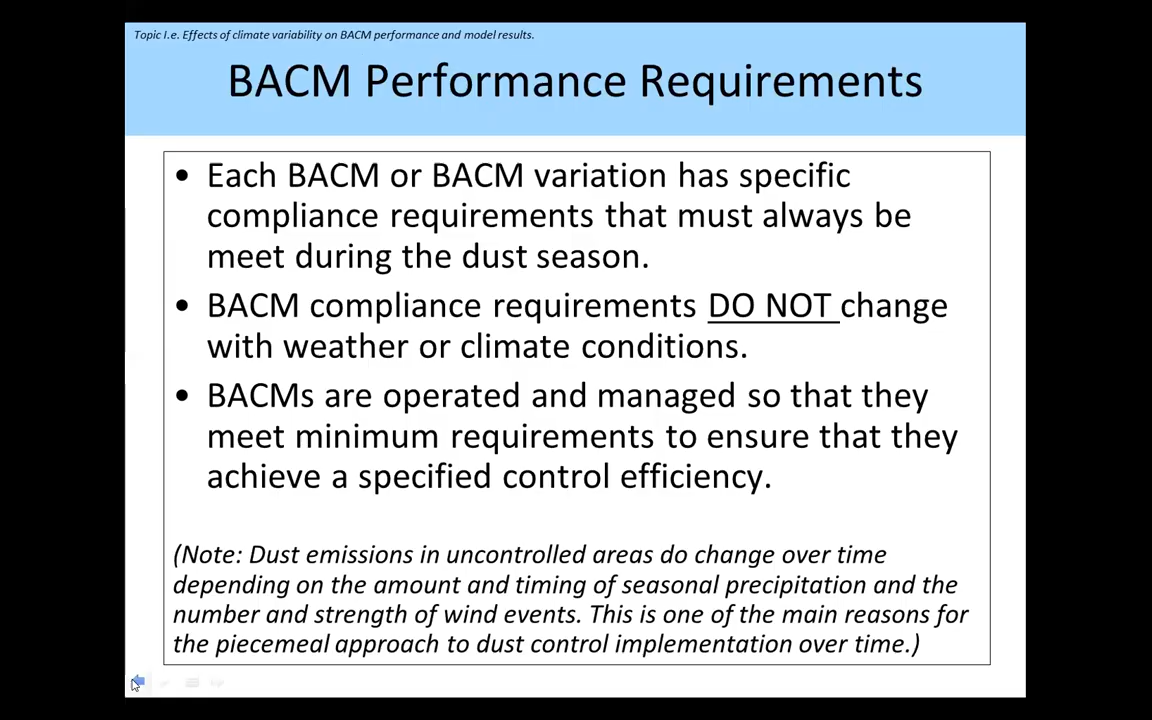 Topic I.e. Effects of climate variability on BACM performance and model results.
BACM Performance Requirements
• Each BACM or BACM variation has specific
compliance requirements that must always be
meet during the dust season.
• BACM compliance requirements DO NOT change
with weather or climate conditions.
• BACMs are operated and managed so that they
meet minimum requirements to ensure that they
achieve a specified control efficiency.
(Note: Dust emissions in uncontrolled areas do change over time
depending on the amount and timing of seasonal precipitation and the
number and strength of wind events. This is one of the main reasons for
the piecemeal approach to dust control implementation over time.)